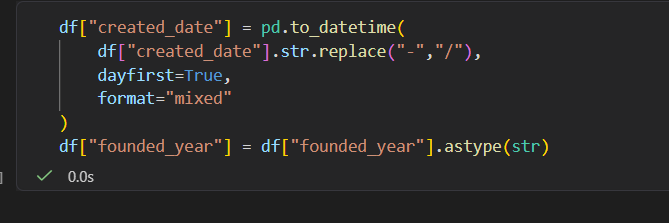 df["created_date"] = pd.to_datetime(
    df["created_date"].str.replace("-","/"),
    dayfirst=True,
    format="mixed"
)
df["founded_year"] = df["founded_year"].astype(str)
] ✓ 0.0s